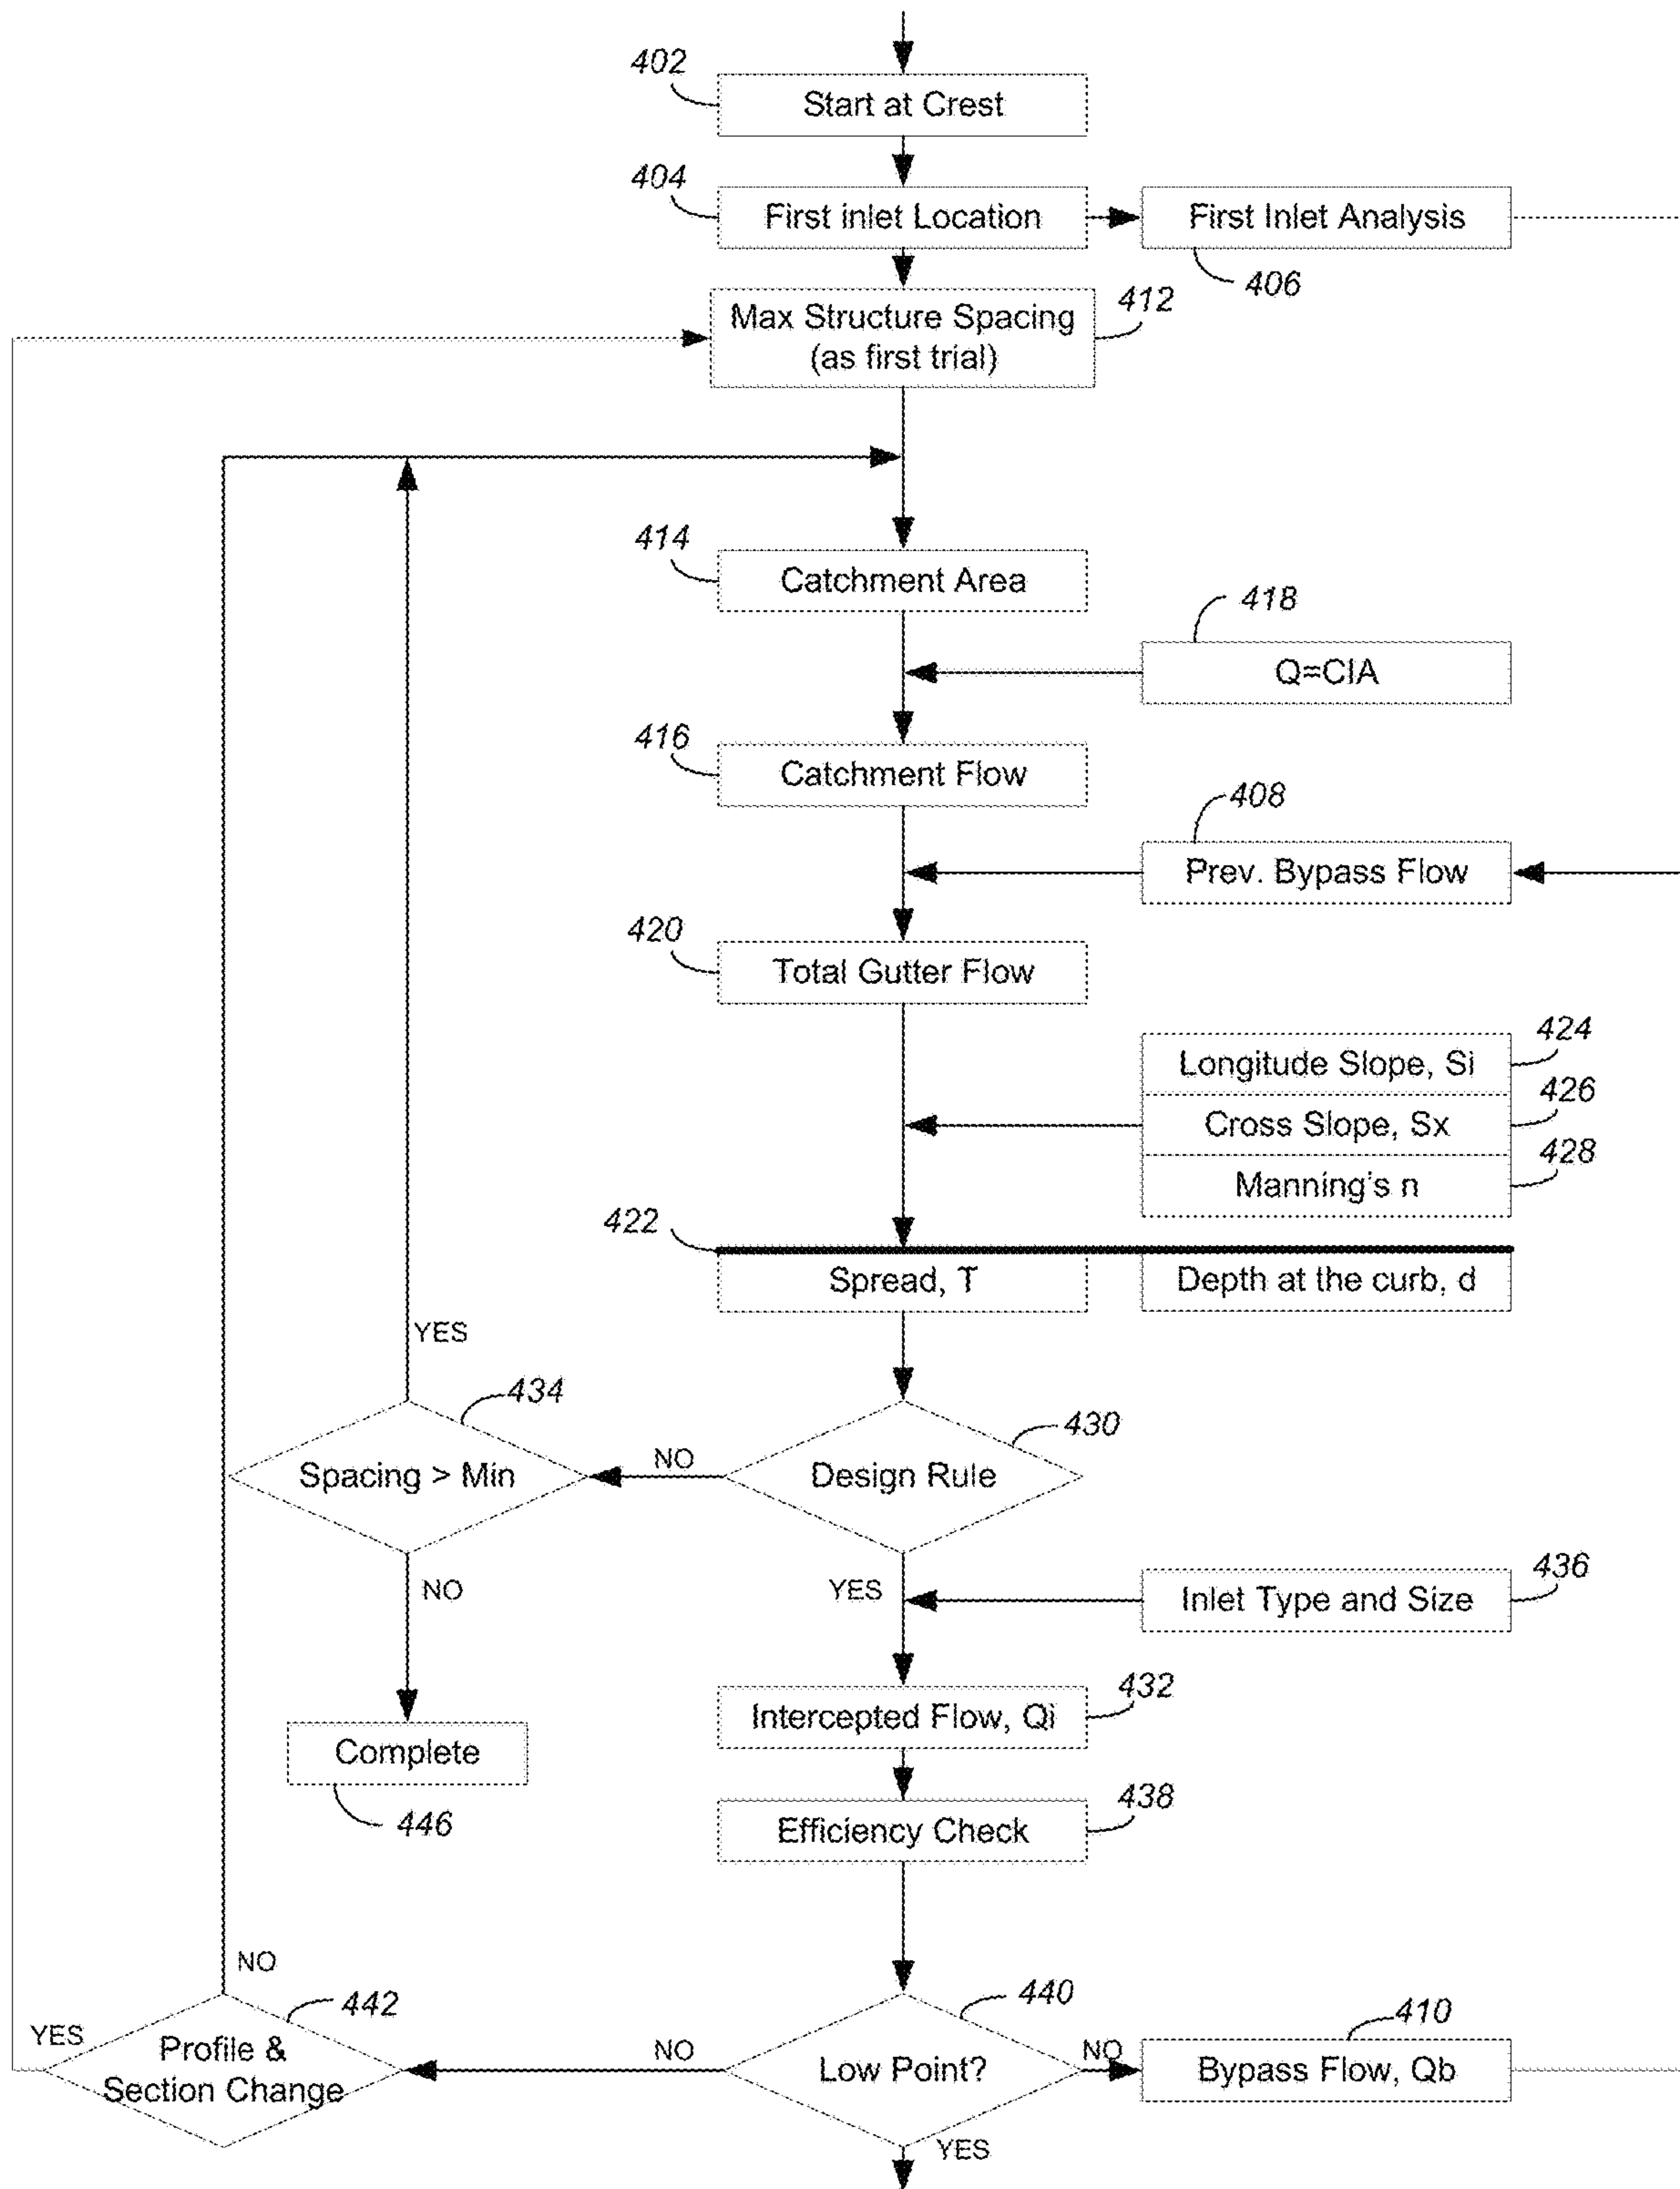 402
Start at Crest
404
First inlet Location
First Inlet Analysis
406
Max Structure Spacing
(as first trial)
412
414
Catchment Area
418
Q=CIA
416
Catchment Flow
408
Prev. Bypass Flow
420
Total Gutter Flow
424
Longitude Slope, Si
426
Cross Slope, Sx
428
Manning's n
422
Spread, T
Depth at the curb, d
YES
434
Spacing > Min
NO
430
Design Rule
NO
YES
436
Inlet Type and Size
432
Intercepted Flow, Qi
Complete
446
438
Efficiency Check
NO
442
YES
Profile &
Section Change
NO
440
Low Point?
NO
410
Bypass Flow, Qb
YES